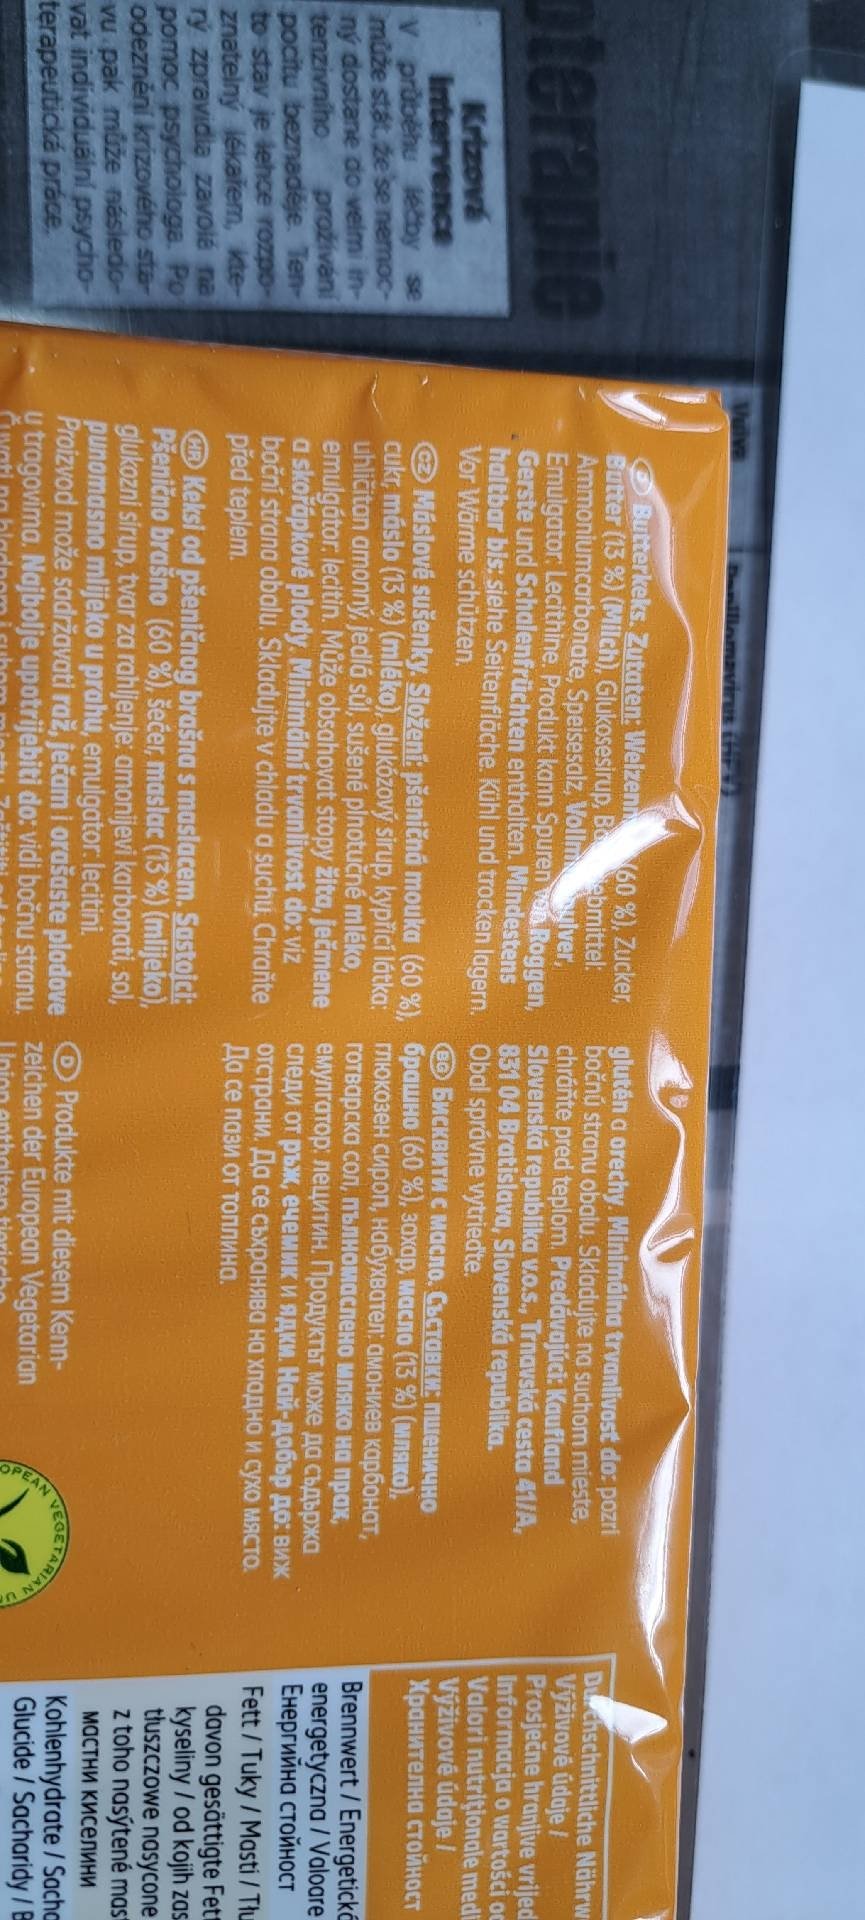 Krizová
Intervence
V průběhu léčby se
může stát, že se nemoc-
ný dostane do velmi in-
tenzivního prožívání
pocitu beznaděje. Ten-
to stav je lehce rozpo-
znatelný lékařem, kte-
rý zpravidla zavolá na
pomoc psychologa. Po
odeznění krizového sta-
vu pak může následo-
vat individuální psycho-
terapeutická práce.
D Butterkeks. Zutaten: (60 %), Zucker,
Butter (13 %) (Milch), Glukosesirup,
Ammoniumcarbonate, Speisesalz,
Emulgator: Lecithine. Produkt kann Spuren von Roggen,
Gerste und Schalenfrüchten enthalten. Mindestens
haltbar bis: siehe Seitenfläche. Kühl und trocken lagern.
Vor Wärme schützen.
CZ Máslové sušenky. Složení: pšeničná mouka (60 %),
cukr, máslo (13 %) (mléko), glukózový sirup, kypřicí látka:
uhličitan amonný, jedlá sůl, sušené plnotučné mléko,
emulgátor: lecitin. Může obsahovat stopy žita, ječmene
a skořápkové plody. Minimální trvanlivost do: viz
boční strana obalu. Skladujte v chladu a suchu. Chraňte
před teplem.
HR Keksi od pšeničnog brašna s maslacem. Sastojci:
Pšenično brašno (60 %), šećer, maslac (13 %) (mlijeko),
glukozni sirup, tvar za rahljenje: amonijevi karbonati, sol,
punomasno mlijeko u prahu, emulgator: lecitini.
Proizvod može sadržavati raž, ječam i orašaste plodove
u tragovima. Najbolje upotrijebiti do: vidi bočnu stranu.
glutén a orechy. Minimálna trvanlivosť do: pozri
bočnú stranu obalu. Skladujte na suchom mieste,
chráňte pred teplom. Predávajúci: Kaufland
Slovenská republika v.o.s., Trnavská cesta 41/A,
831 04 Bratislava, Slovenská republika.
Obal správne vytrieďte.
BG Бисквити с масло. Съставки: пшенично
брашно (60 %), захар, масло (13 %) (мляко),
глюкозен сироп, набухвател: амониев карбонат,
готварска сол, пълномаслено мляко на прах,
емулгатор: лецитин. Продуктът може да съдържа
следи от ръж, ечемик и ядки. Най-добър до: виж
отстрани. Да се съхранява на хладно и сухо място.
Да се пази от топлина.
D Produkte mit diesem Kenn-
zeichen der European Vegetarian
EUROPEAN VEGETARIAN
Výživové údaje /
Prosječne hranjive vrijed
Informacja o wartości od
Valori nutriționale medi
Výživové údaje /
Хранителна стойност
Brennwert / Energetick
energetyczna / Valoare
Енергийна стойност
Fett / Tuky / Masti / Tłu
davon gesättigte Fett
kyseliny / od kojih zas
tłuszczowe nasycone
z toho nasýtené mas
мастни киселини
Kohlenhydrate / Sacha
Glucide / Sacharidy / B